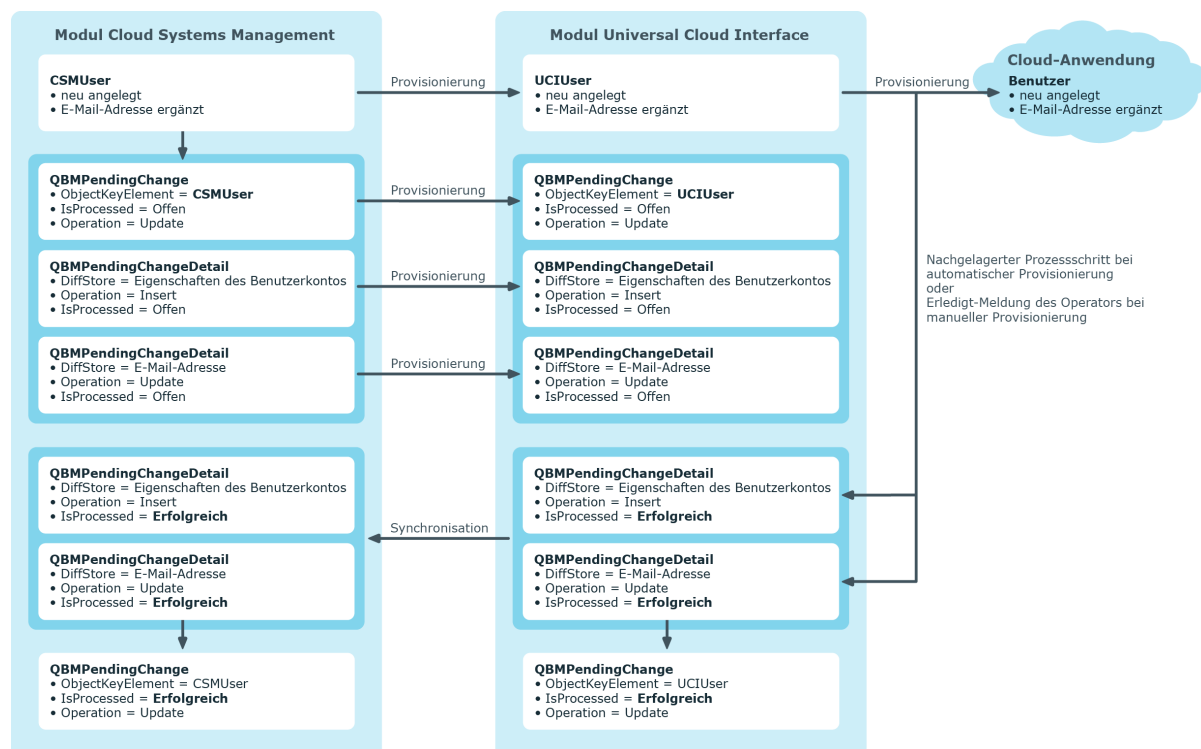 Modul Cloud Systems Management
CSMUser
• neu angelegt
• E-Mail-Adresse ergänzt
QBMPendingChange
• ObjectKeyElement = CSMUser
• IsProcessed = Offen
• Operation = Update
QBMPendingChangeDetail
• DiffStore = Eigenschaften des Benutzerkontos
• Operation = Insert
• IsProcessed = Offen
QBMPendingChangeDetail
• DiffStore = E-Mail-Adresse
• Operation = Update
• IsProcessed = Offen
QBMPendingChangeDetail
• DiffStore = Eigenschaften des Benutzerkontos
• Operation = Insert
• IsProcessed = Erfolgreich
QBMPendingChangeDetail
• DiffStore = E-Mail-Adresse
• Operation = Update
• IsProcessed = Erfolgreich
QBMPendingChange
• ObjectKeyElement = CSMUser
• IsProcessed = Erfolgreich
• Operation = Update
Provisionierung
Provisionierung
Provisionierung
Provisionierung
Synchronisation
Modul Universal Cloud Interface
UCIUser
• neu angelegt
• E-Mail-Adresse ergänzt
QBMPendingChange
• ObjectKeyElement = UCIUser
• IsProcessed = Offen
• Operation = Update
QBMPendingChangeDetail
• DiffStore = Eigenschaften des Benutzerkontos
• Operation = Insert
• IsProcessed = Offen
QBMPendingChangeDetail
• DiffStore = E-Mail-Adresse
• Operation = Update
• IsProcessed = Offen
QBMPendingChangeDetail
• DiffStore = Eigenschaften des Benutzerkontos
• Operation = Insert
• IsProcessed = Erfolgreich
QBMPendingChangeDetail
• DiffStore = E-Mail-Adresse
• Operation = Update
• IsProcessed = Erfolgreich
QBMPendingChange
• ObjectKeyElement = UCIUser
• IsProcessed = Erfolgreich
• Operation = Update
Provisionierung
Cloud-Anwendung
Benutzer
• neu angelegt
• E-Mail-Adresse ergänzt
Nachgelagerter Prozessschritt bei
automatischer Provisionierung
oder
Erledigt-Meldung des Operators bei
manueller Provisionierung